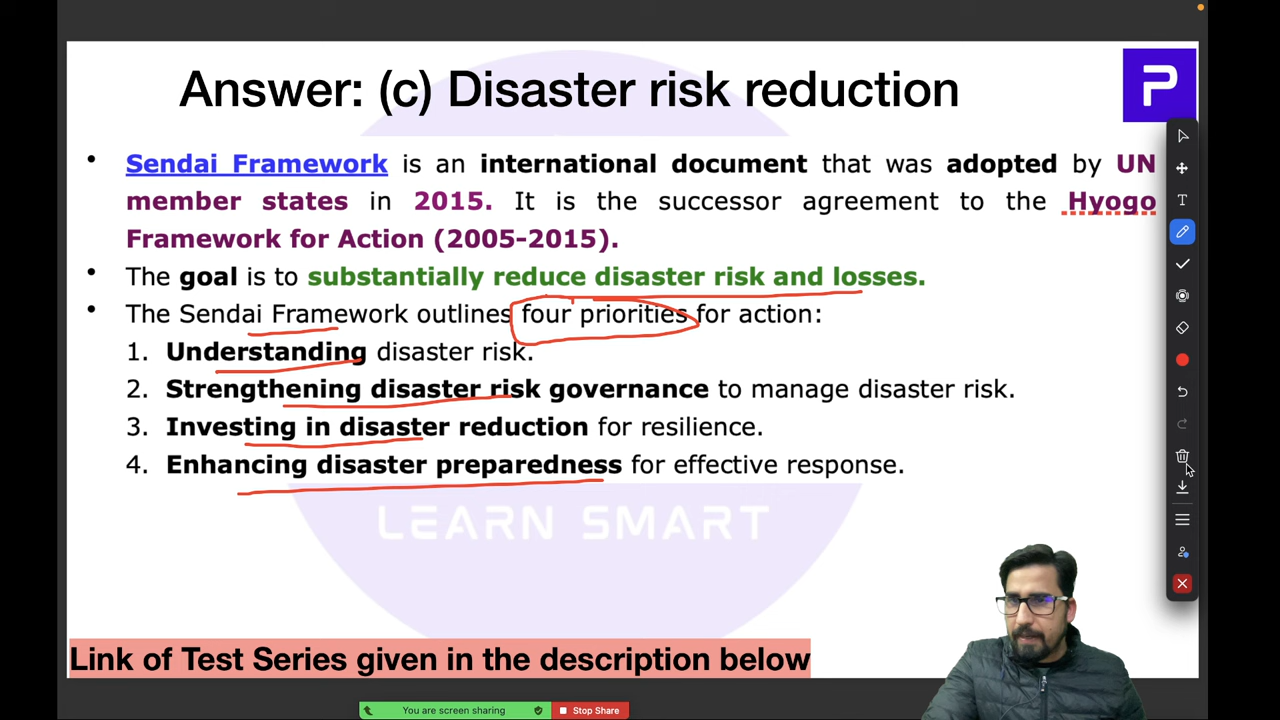 Answer: (c) Disaster risk reduction
P
• Sendai Framework is an international document that was adopted by UN
member states in 2015. It is the successor agreement to the Hyogo
Framework for Action (2005-2015).
• The goal is to substantially reduce disaster risk and losses.
• The Sendai Framework outlines four priorities for action:
1. Understanding disaster risk.
2. Strengthening disaster risk governance to manage disaster risk.
3. Investing in disaster reduction for resilience.
4. Enhancing disaster preparedness for effective response.
LEARN SMART
Link of Test Series given in the description below
You are screen sharing
Stop Share